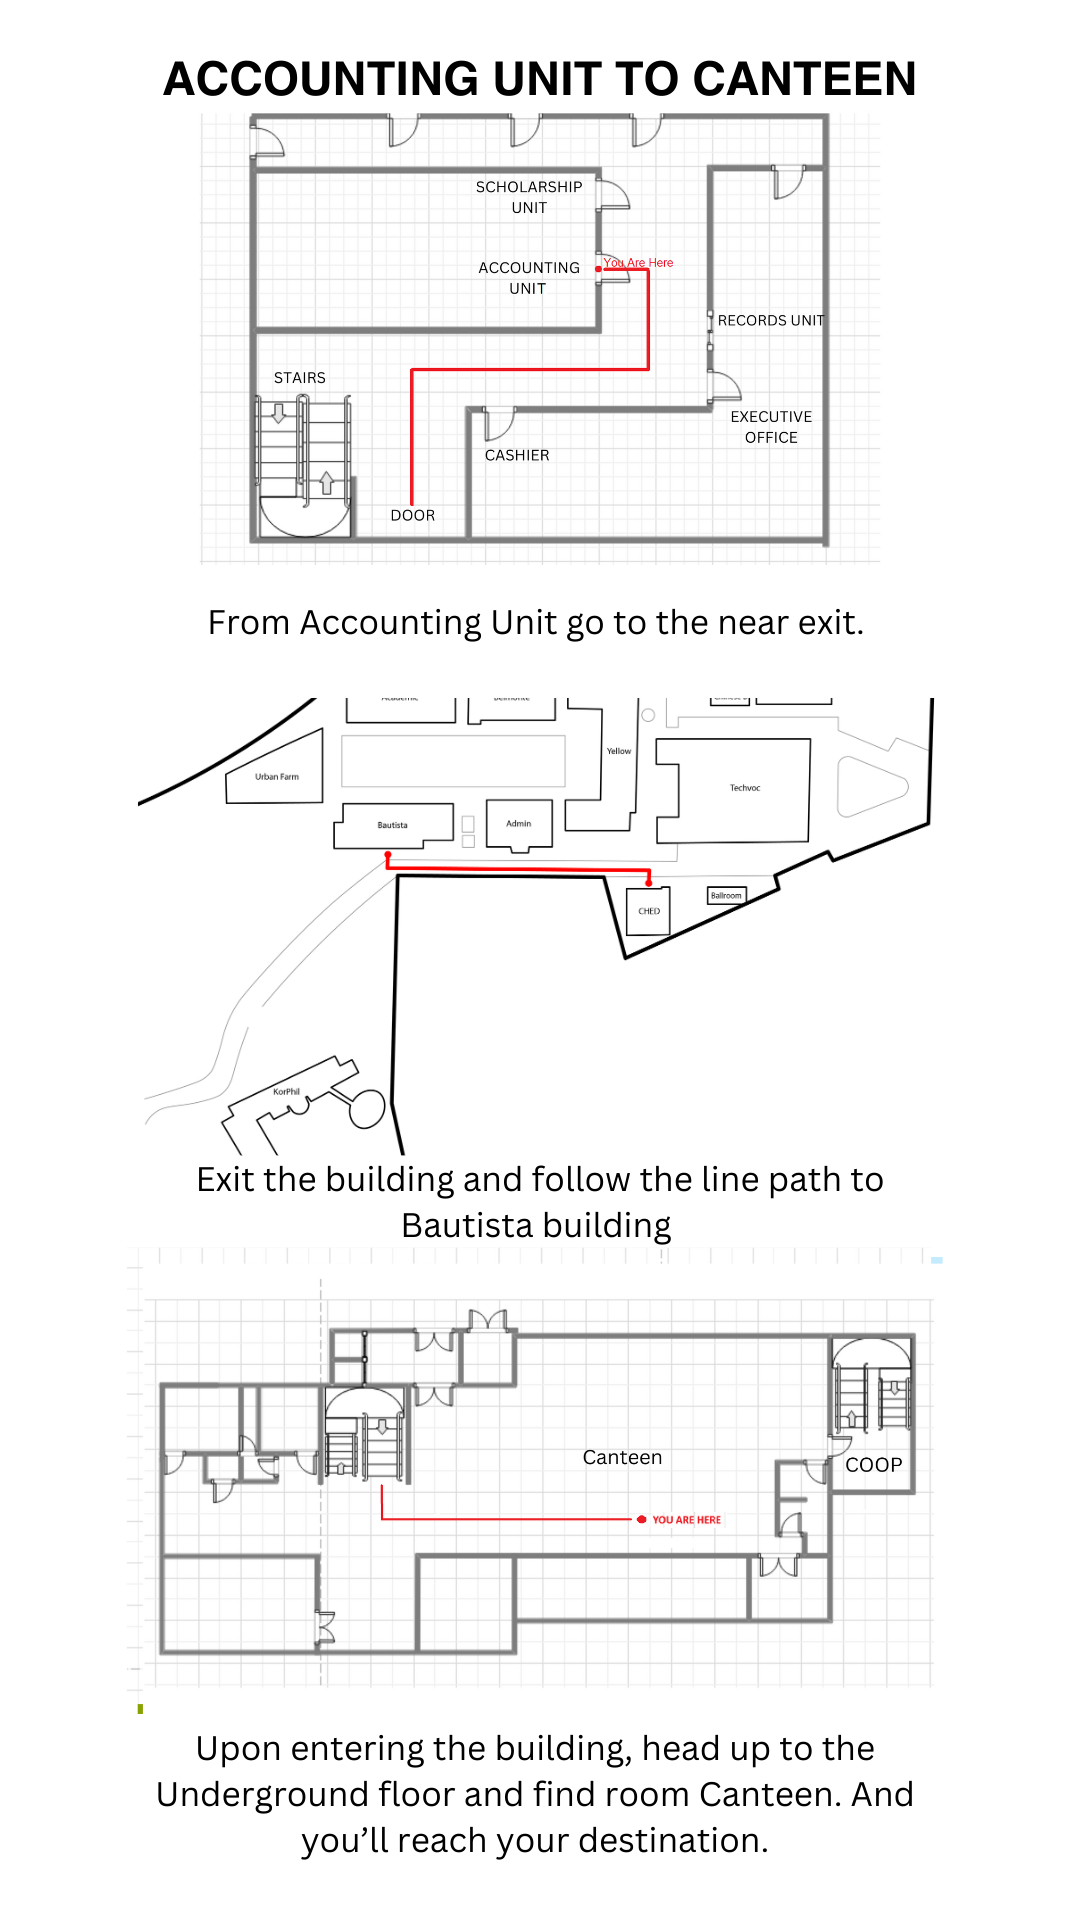 ACCOUNTING UNIT TO CANTEEN
SCHOLARSHIP
UNIT
ACCOUNTING
UNIT
You Are Here
RECORDS UNIT
STAIRS
EXECUTIVE
OFFICE
CASHIER
DOOR
From Accounting Unit go to the near exit.
Academic
Belmonte
Yellow
Urban Farm
Techvoc
Bautista
Admin
Ballroom
CHED
KorPhil
Exit the building and follow the line path to
Bautista building
Canteen
COOP
YOU ARE HERE
Upon entering the building, head up to the
Underground floor and find room Canteen. And
you’ll reach your destination.